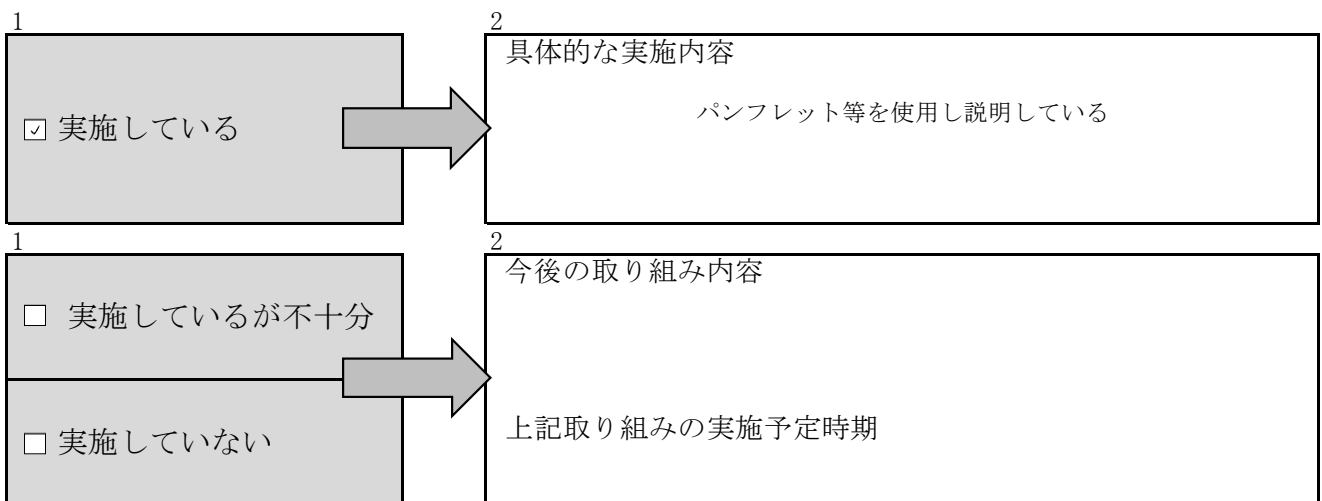 1
2
☑ 実施している
具体的な実施内容
パンフレット等を使用し説明している
1
2
☐ 実施しているが不十分
☐ 実施していない
今後の取り組み内容
上記取り組みの実施予定時期